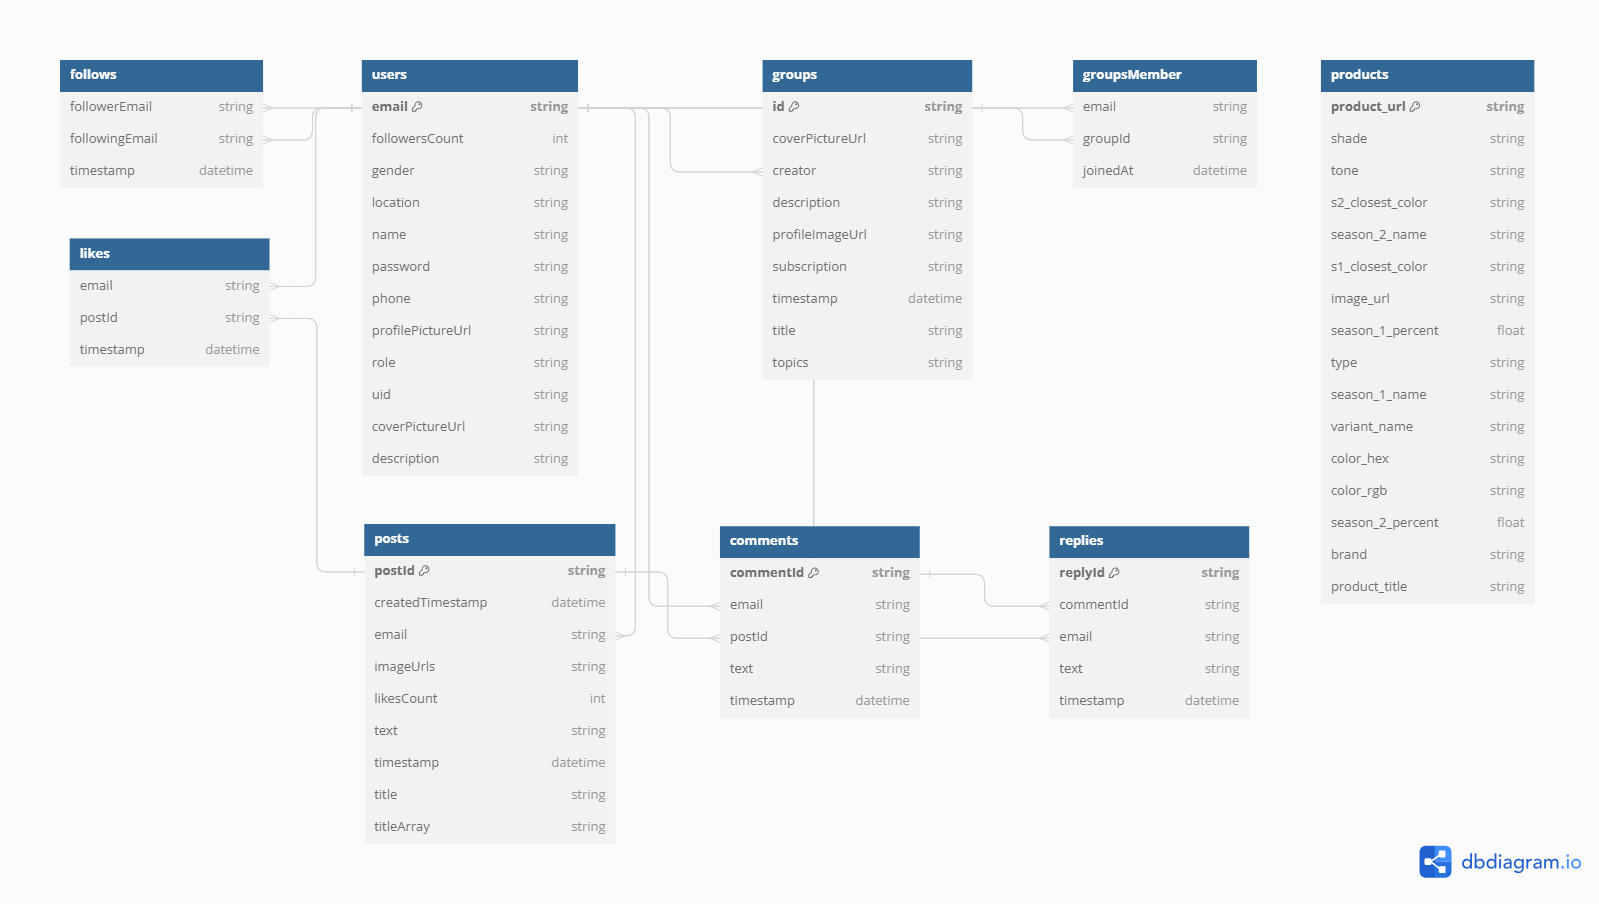 follows
followerEmail string
followingEmail string
timestamp datetime
users
email string
followersCount int
gender string
location string
name string
password string
phone string
profilePictureUrl string
role string
uid string
coverPictureUrl string
description string
groups
id string
coverPictureUrl string
creator string
description string
profileImageUrl string
subscription string
timestamp datetime
title string
topics string
groupsMember
email string
groupId string
joinedAt datetime
products
product_url string
shade string
tone string
s2_closest_color string
season_2_name string
s1_closest_color string
image_url string
season_1_percent float
type string
season_1_name string
variant_name string
color_hex string
color_rgb string
season_2_percent float
brand string
product_title string
likes
email string
postId string
timestamp datetime
posts
postId string
createdTimestamp datetime
email string
imageUrls string
likesCount int
text string
timestamp datetime
title string
titleArray string
comments
commentId string
email string
postId string
text string
timestamp datetime
replies
replyId string
commentId string
email string
text string
timestamp datetime
dbdiagram.io